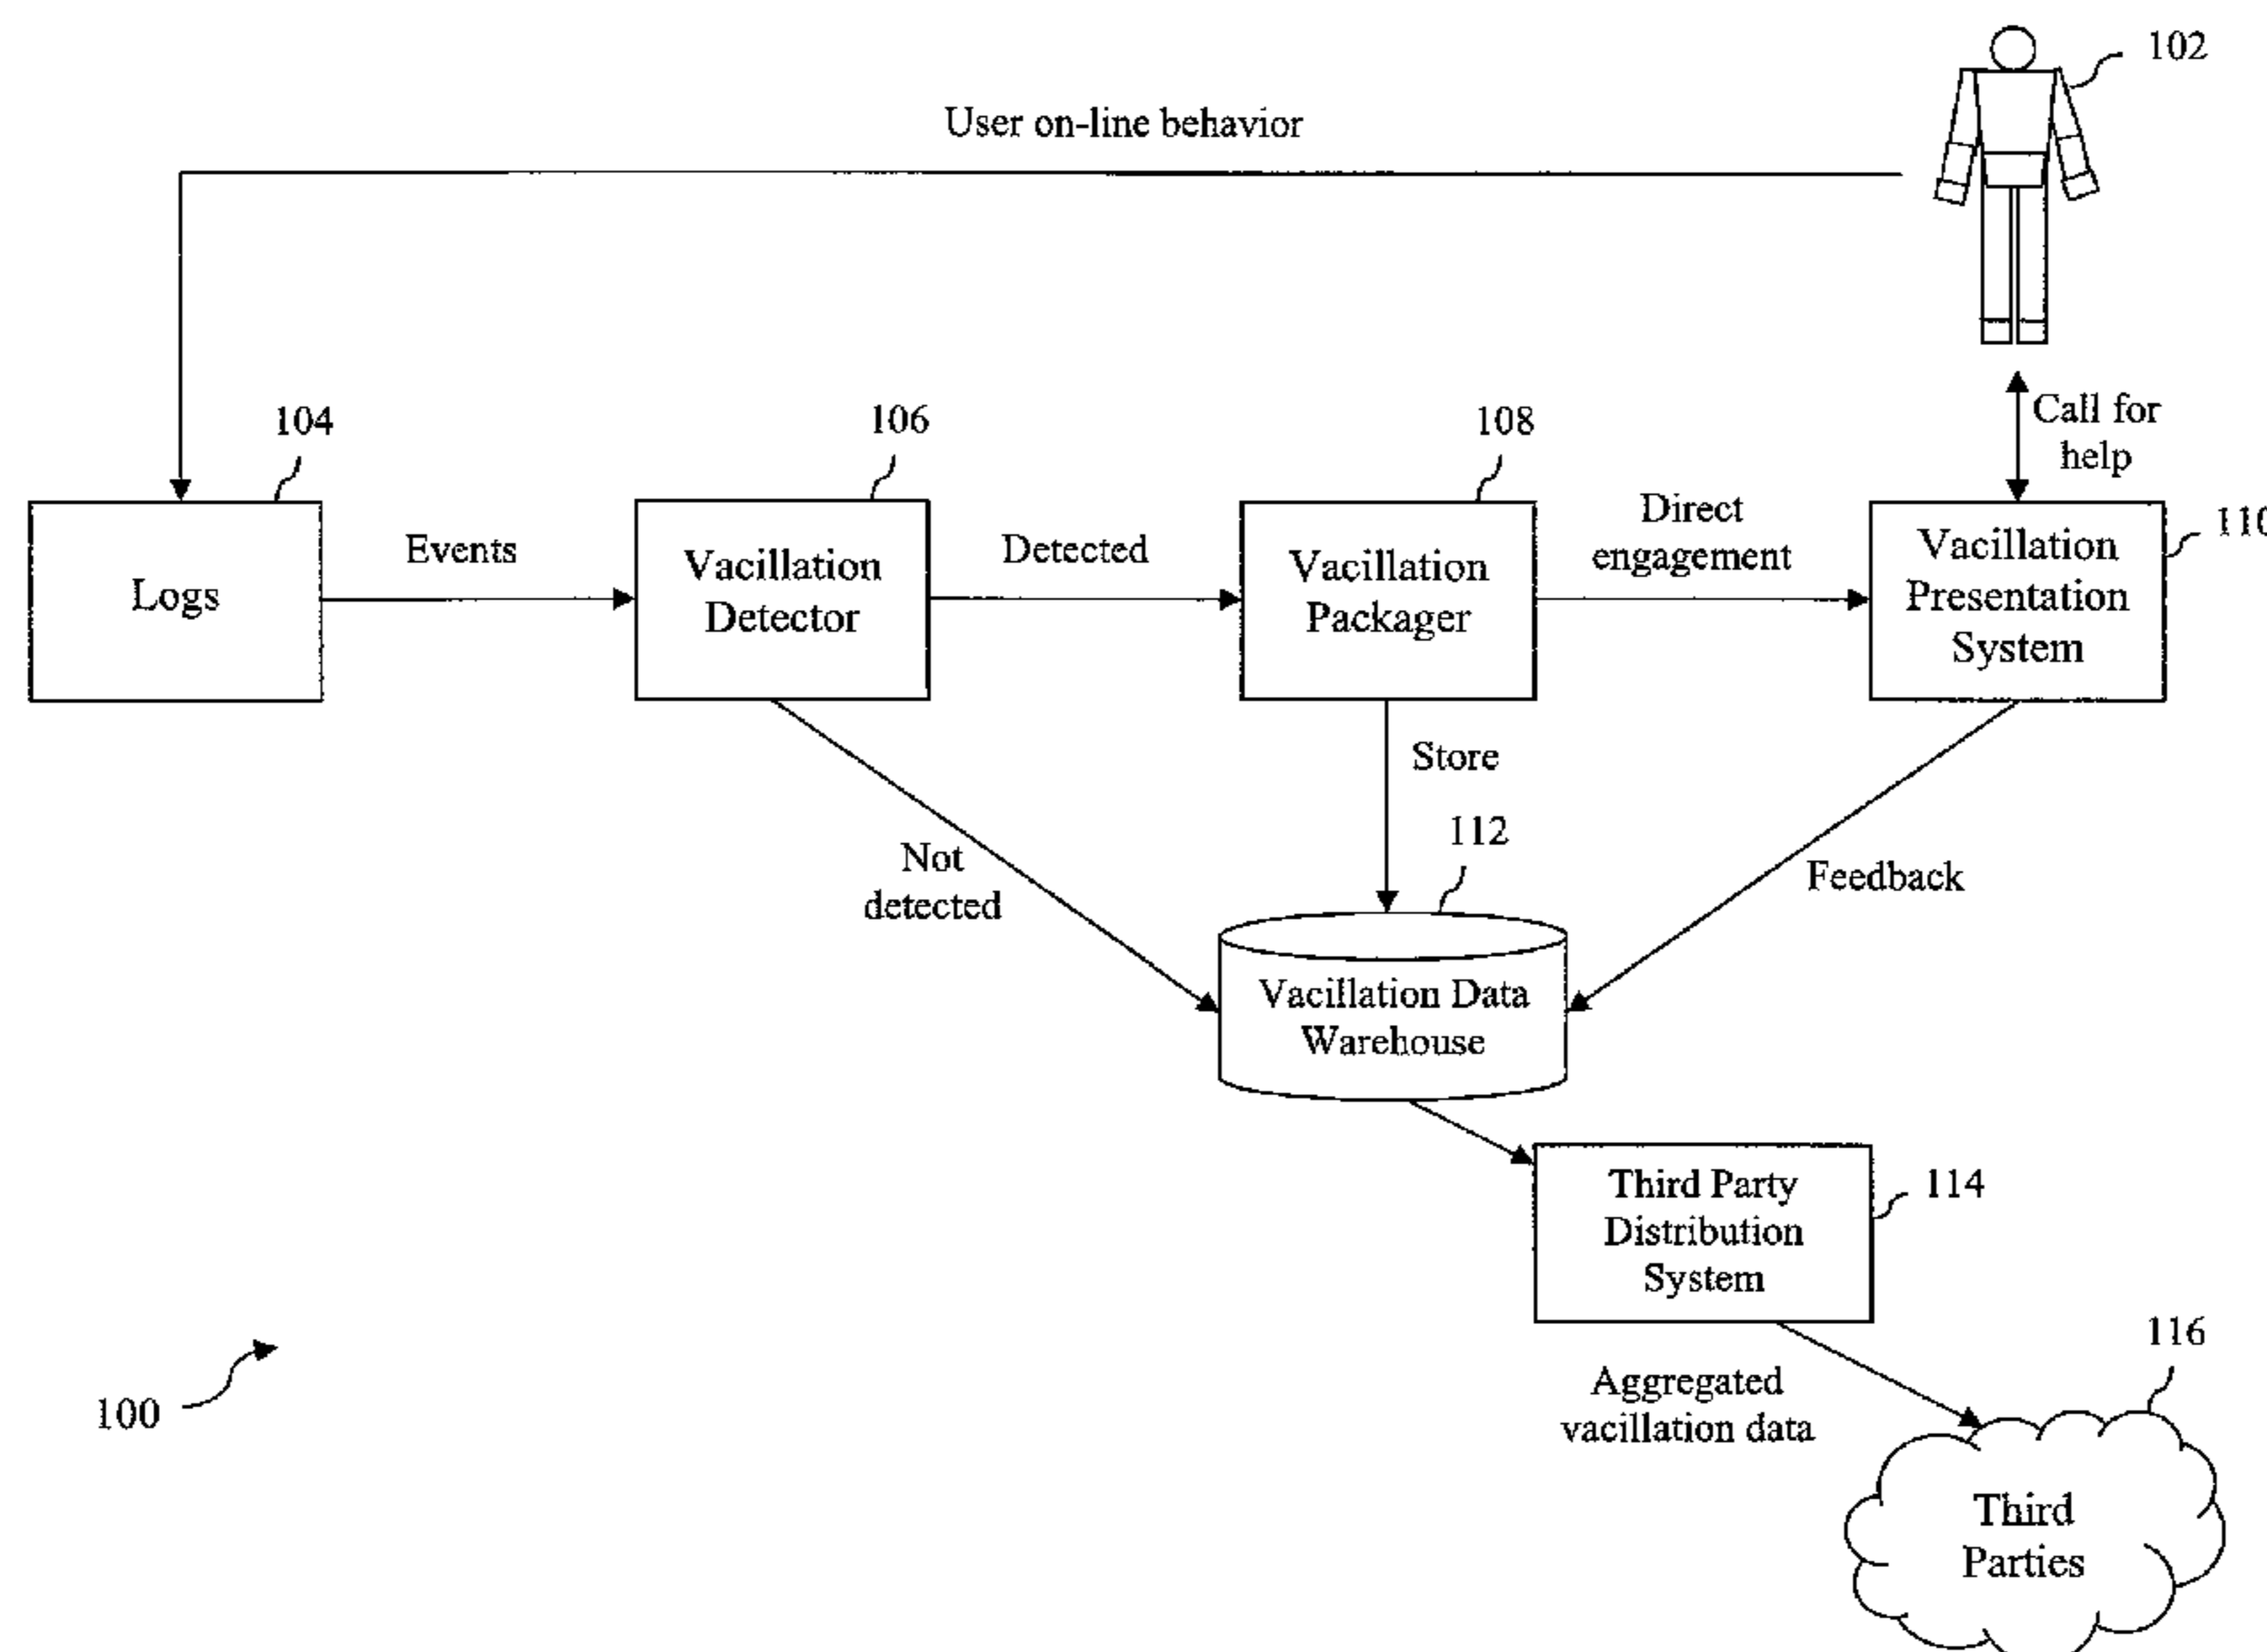 102
User on-line behavior
104
106
108
Call for
help
110
Logs
Events
Vacillation
Detector
Detected
Vacillation
Packager
Direct
engagement
Vacillation
Presentation
System
Store
Not
detected
112
Feedback
Vacillation Data
Warehouse
Third Party
Distribution
System
114
100
Aggregated
vacillation data
116
Third
Parties